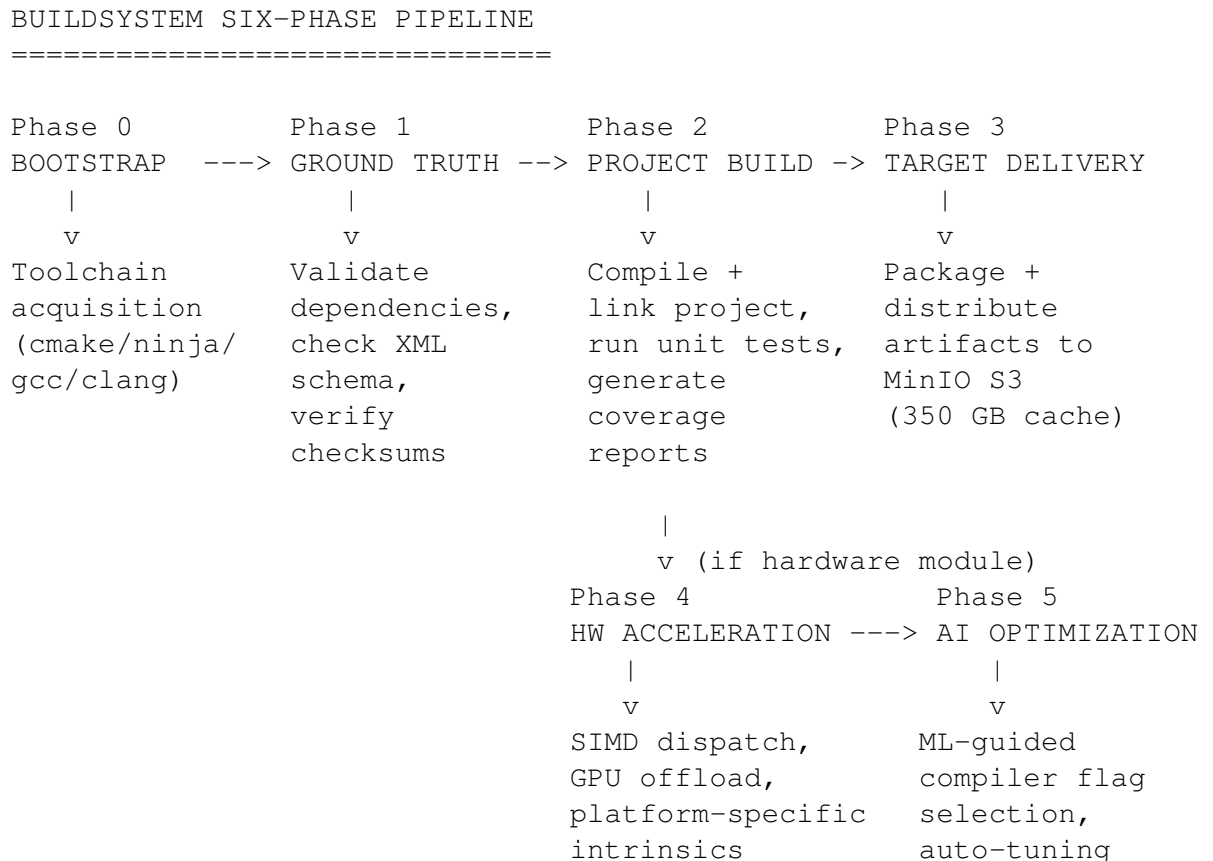 BUILDSYSTEM SIX-PHASE PIPELINE
===============================
Phase 0          Phase 1          Phase 2          Phase 3
BOOTSTRAP  ---> GROUND TRUTH --> PROJECT BUILD -> TARGET DELIVERY
   |                |                |                |
   v                v                v                v
Toolchain        Validate         Compile +        Package +
acquisition      dependencies,    link project,    distribute
(cmake/ninja/    check XML        run unit tests,  artifacts to
gcc/clang)       schema,          generate         MinIO S3
                 verify           coverage         (350 GB cache)
                 checksums        reports
                                      |
                                      v (if hardware module)
                                 Phase 4              Phase 5
                                 HW ACCELERATION ---> AI OPTIMIZATION
                                    |                     |
                                    v                     v
                                 SIMD dispatch,      ML-guided
                                 GPU offload,        compiler flag
                                 platform-specific   selection,
                                 intrinsics          auto-tuning